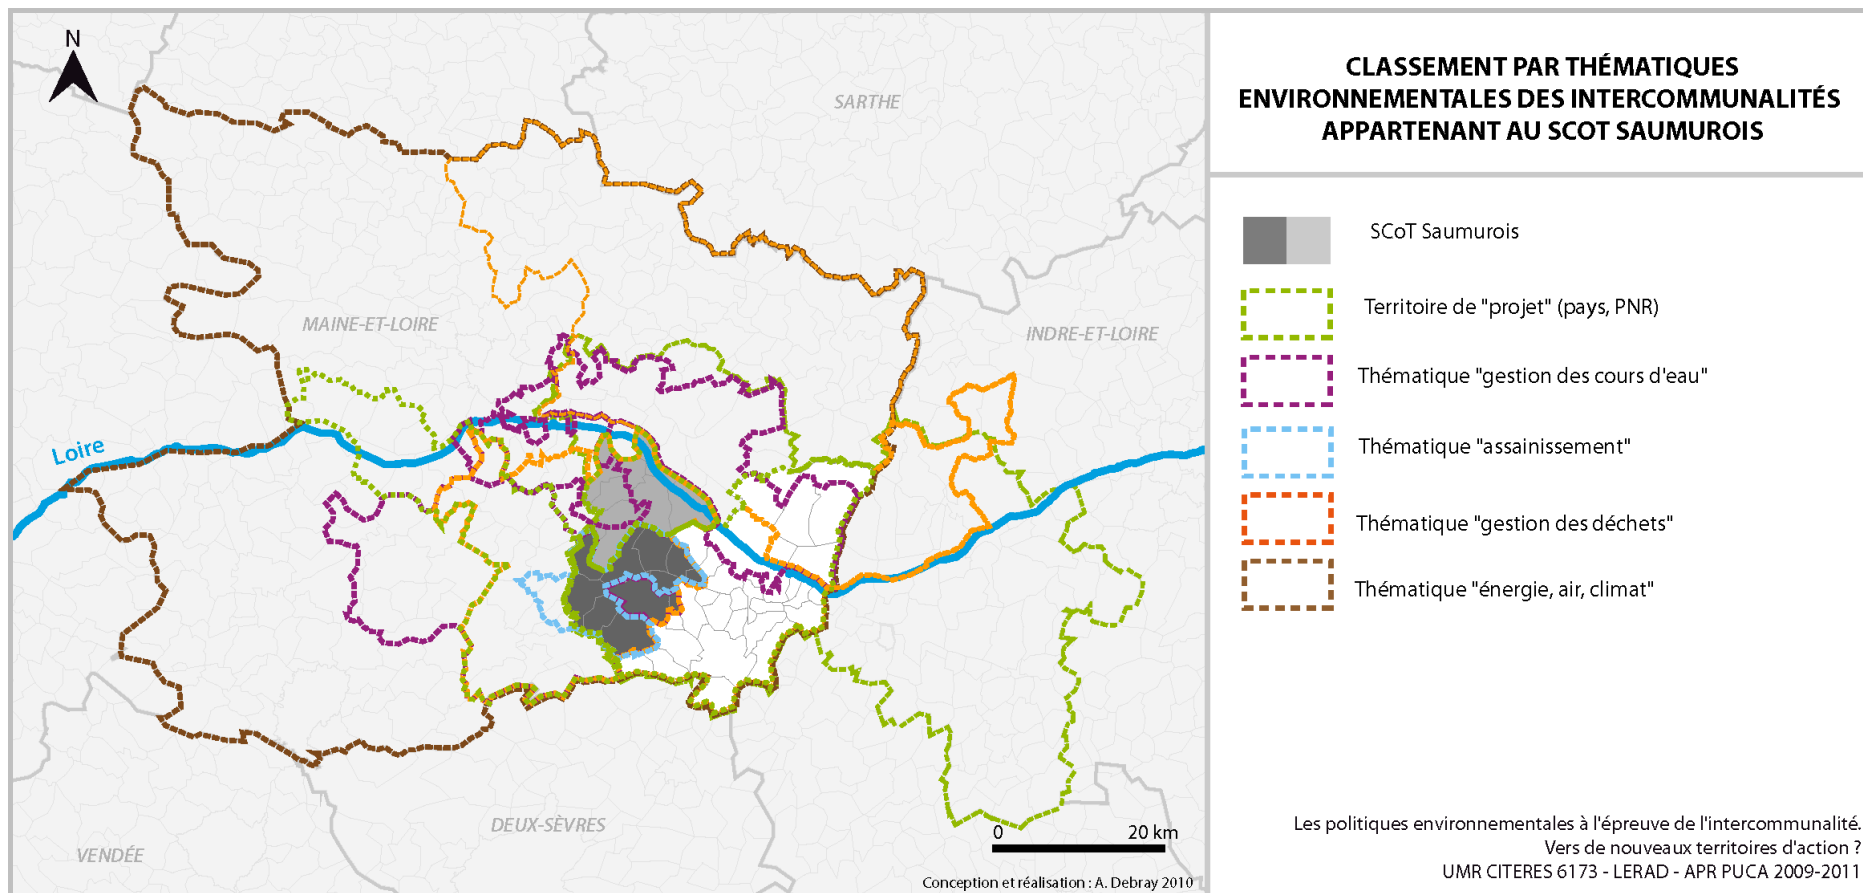 N
SARTHE
MAINE-ET-LOIRE
INDRE-ET-LOIRE
Loire
DEUX-SÈVRES
VENDÉE
0 20 km
Conception et réalisation : A. Debray 2010
CLASSEMENT PAR THÉMATIQUES
ENVIRONNEMENTALES DES INTERCOMMUNALITÉS
APPARTENANT AU SCOT SAUMUROIS
SCoT Saumurois
Territoire de "projet" (pays, PNR)
Thématique "gestion des cours d'eau"
Thématique "assainissement"
Thématique "gestion des déchets"
Thématique "énergie, air, climat"
Les politiques environnementales à l'épreuve de l'intercommunalité.
Vers de nouveaux territoires d'action ?
UMR CITERES 6173 - LERAD - APR PUCA 2009-2011